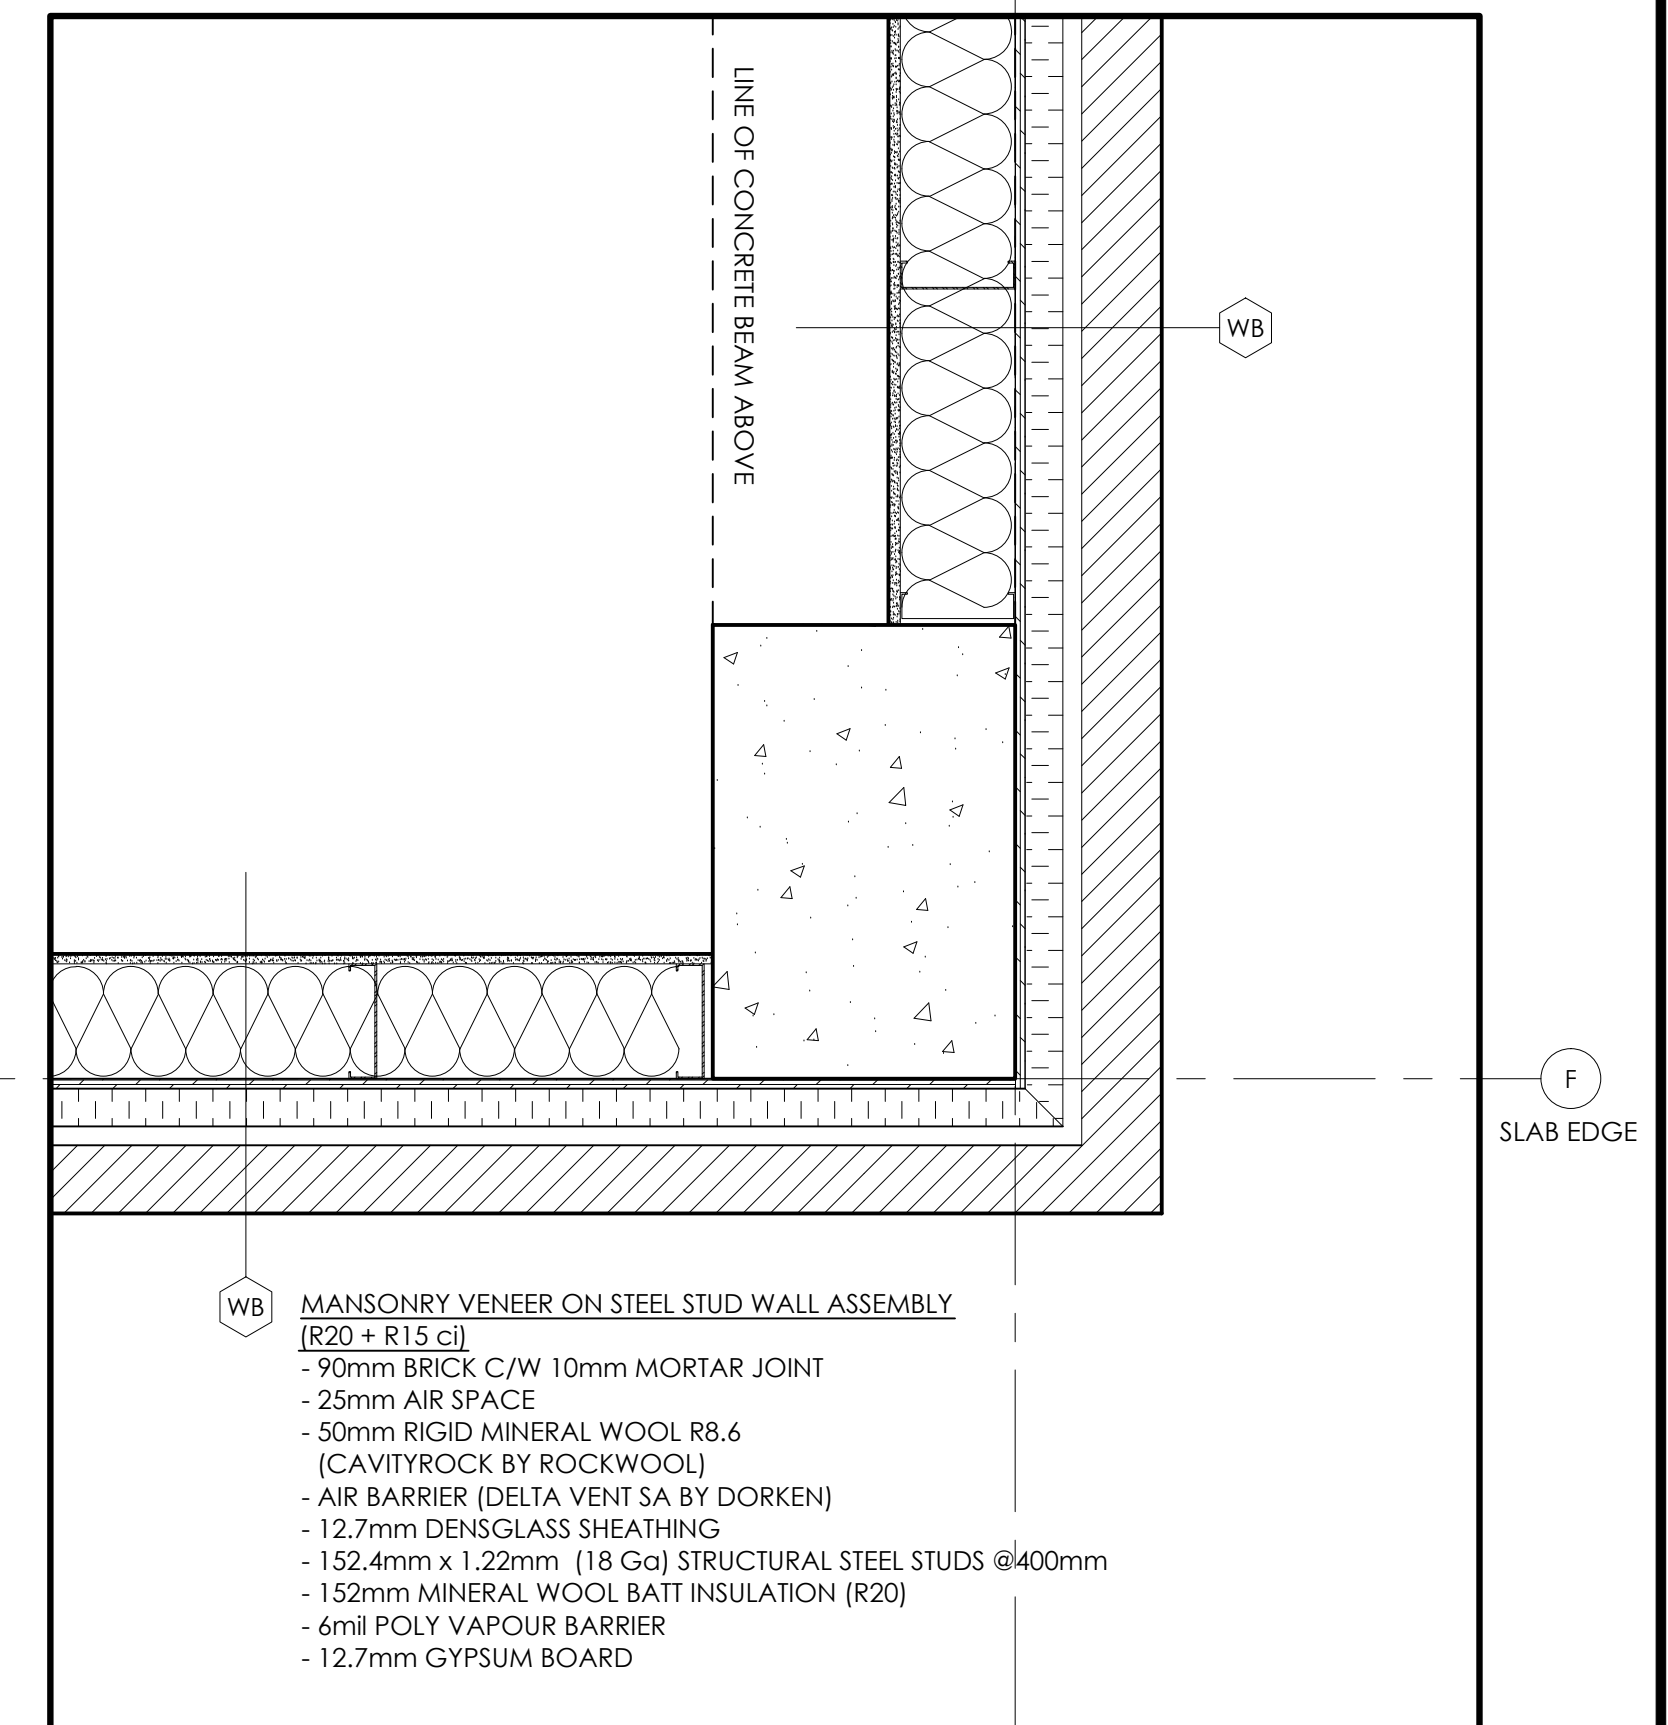 LINE OF CONCRETE BEAM ABOVE
WB
F
SLAB EDGE
WB
MANSONRY VENEER ON STEEL STUD WALL ASSEMBLY
(R20 + R15 ci)
- 90mm BRICK C/W 10mm MORTAR JOINT
- 25mm AIR SPACE
- 50mm RIGID MINERAL WOOL R8.6
(CAVITYROCK BY ROCKWOOL)
- AIR BARRIER (DELTA VENT SA BY DORKEN)
- 12.7mm DENSGLASS SHEATHING
- 152.4mm x 1.22mm (18 Ga) STRUCTURAL STEEL STUDS @400mm
- 152mm MINERAL WOOL BATT INSULATION (R20)
- 6mil POLY VAPOUR BARRIER
- 12.7mm GYPSUM BOARD